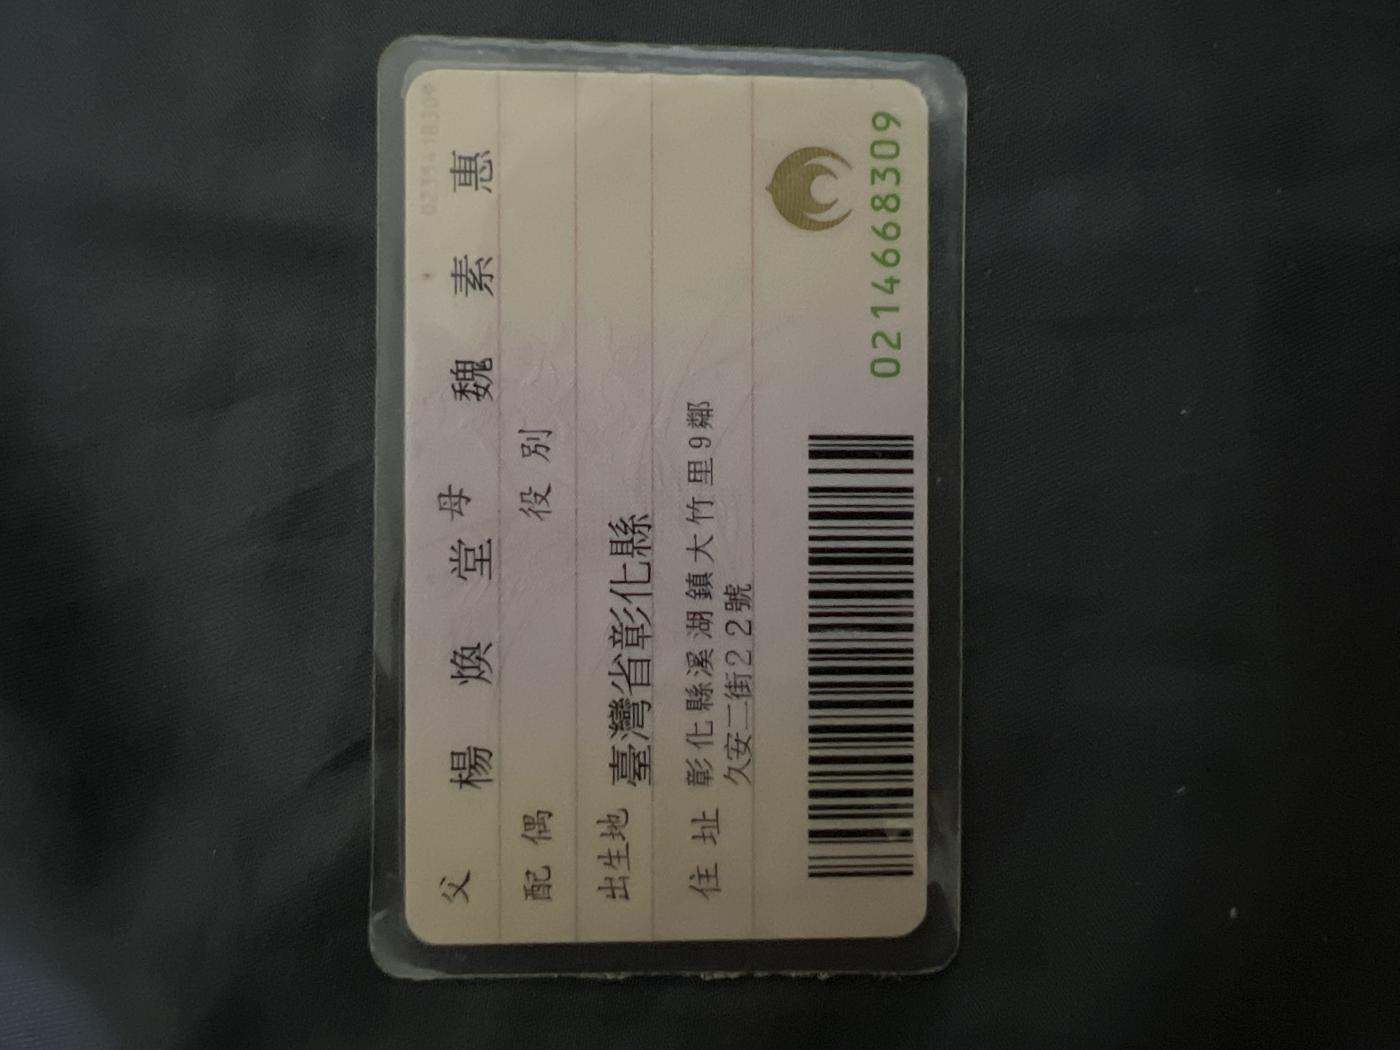 父 楊煥堂 母 魏素惠
配偶 役別
出生地 臺灣省彰化縣
住址 彰化縣溪湖鎮大竹里9鄰
久安二街22號
0214668309